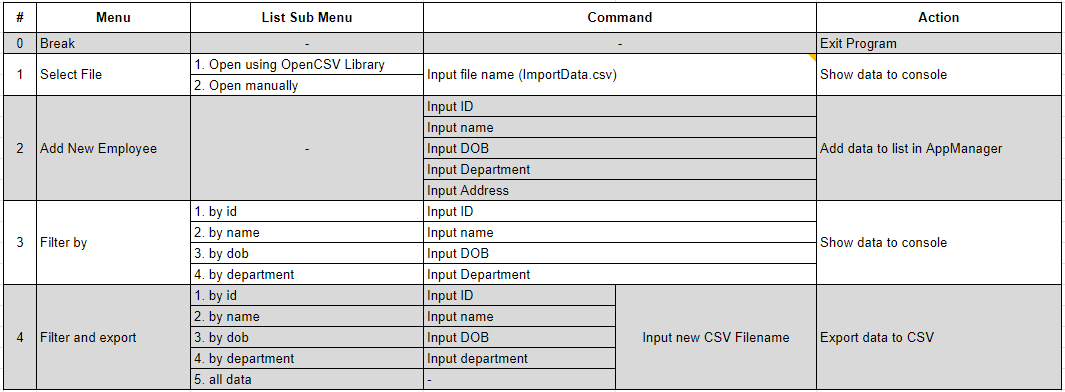 # Menu List Sub Menu Command Action
0 Break - - Exit Program
1 Select File 1. Open using OpenCSV Library Input file name (ImportData.csv) Show data to console
2. Open manually
2 Add New Employee - Input ID Add data to list in AppManager
Input name
Input DOB
Input Department
Input Address
3 Filter by 1. by id Input ID Show data to console
2. by name Input name
3. by dob Input DOB
4. by department Input Department
4 Filter and export 1. by id Input ID Input new CSV Filename Export data to CSV
2. by name Input name
3. by dob Input DOB
4. by department Input department
5. all data -